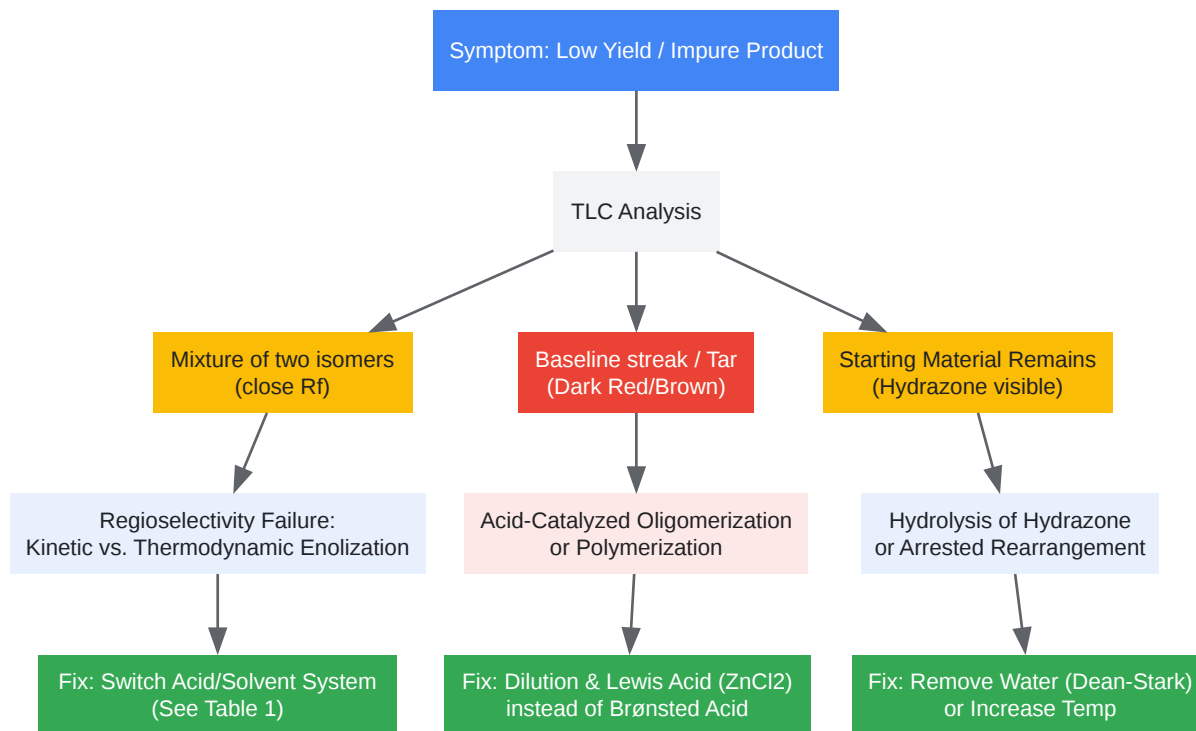 Symptom: Low Yield / Impure Product
TLC Analysis
Mixture of two isomers
(close Rf)
Baseline streak / Tar
(Dark Red/Brown)
Starting Material Remains
(Hydrazone visible)
Regioselectivity Failure:
Kinetic vs. Thermodynamic Enolization
Acid-Catalyzed Oligomerization
or Polymerization
Hydrolysis of Hydrazone
or Arrested Rearrangement
Fix: Switch Acid/Solvent System
(See Table 1)
Fix: Dilution & Lewis Acid (ZnCl2)
instead of Brønsted Acid
Fix: Remove Water (Dean-Stark)
or Increase Temp